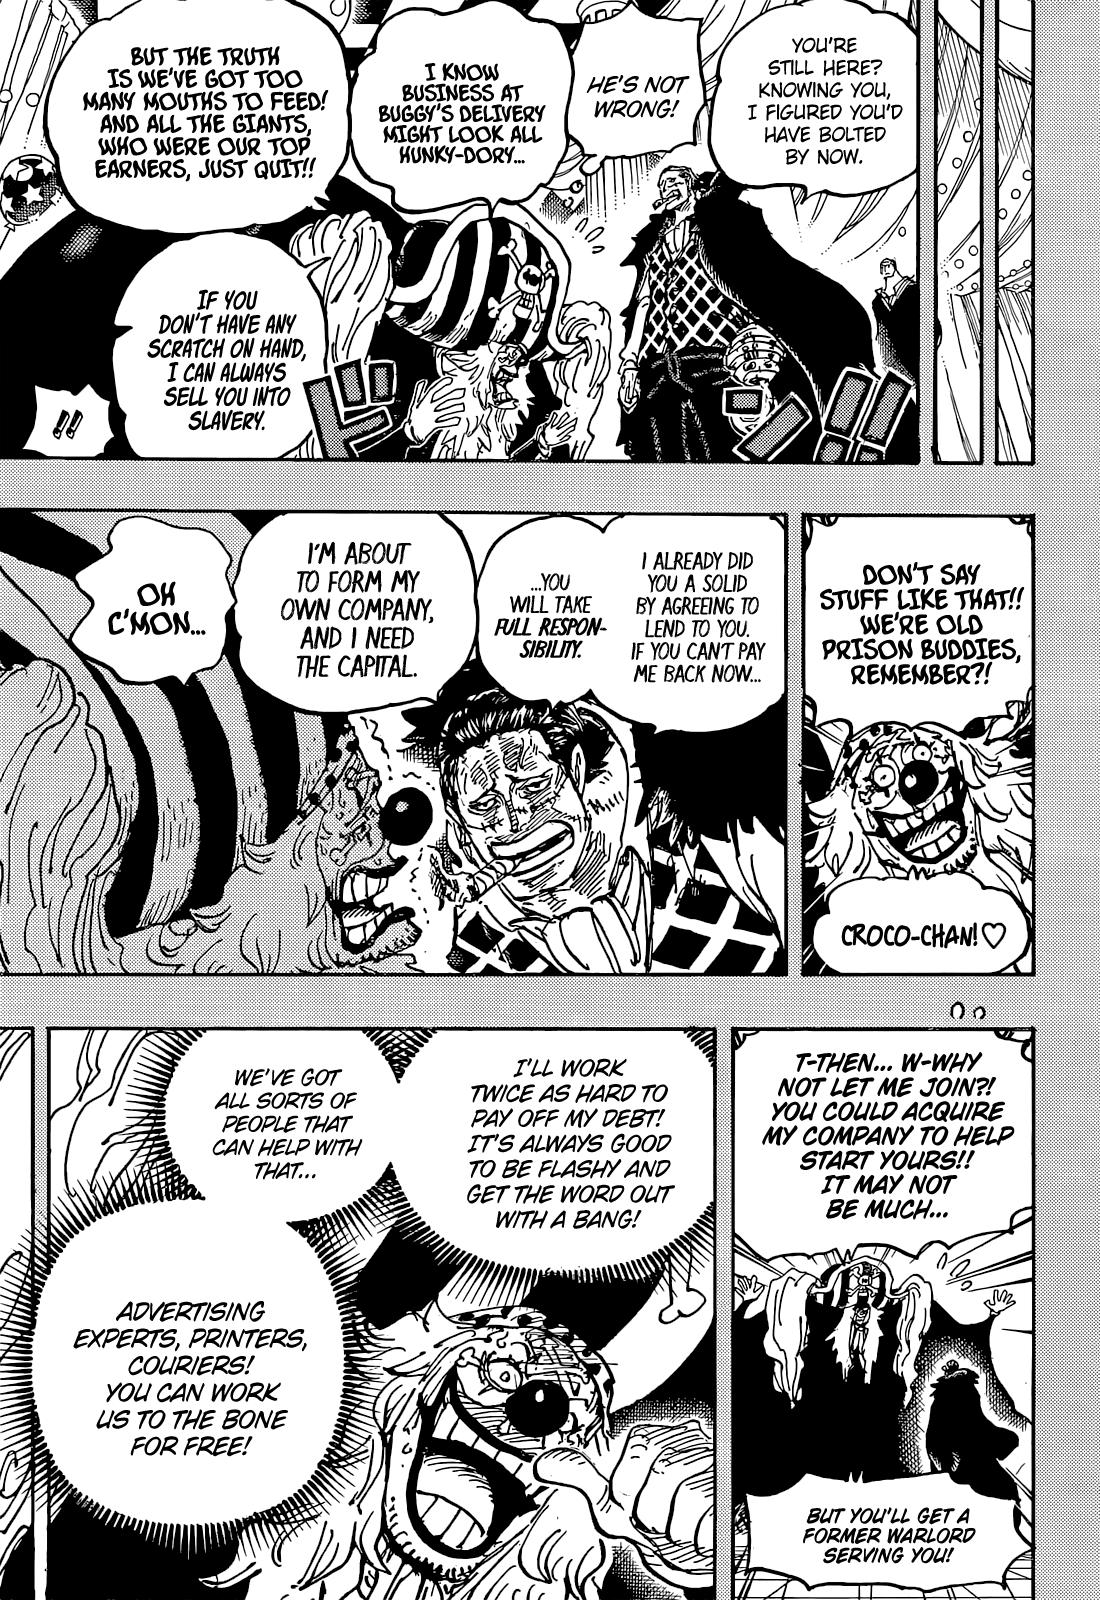 YOU'RE
STILL HERE?
KNOWING YOU,
I FIGURED YOU'D
HAVE BOLTED
BY NOW.
HE'S NOT
WRONG!
I KNOW
BUSINESS AT
BUGGY'S DELIVERY
MIGHT LOOK ALL
HUNKY-DORY...
BUT THE TRUTH
IS WE'VE GOT TOO
MANY MOUTHS TO FEED!
AND ALL THE GIANTS,
WHO WERE OUR TOP
EARNERS, JUST QUIT!!
IF YOU
DON'T HAVE ANY
SCRATCH ON HAND,
I CAN ALWAYS
SELL YOU INTO
SLAVERY.
!!
ドン!!
DON'T SAY
STUFF LIKE THAT!!
WE'RE OLD
PRISON BUDDIES,
REMEMBER?!
CROCO-CHAN!♡
I ALREADY DID
YOU A SOLID
BY AGREEING TO
LEND TO YOU.
IF YOU CAN'T PAY
ME BACK NOW...
...YOU
WILL TAKE
FULL RESPON-
SIBILITY.
I'M ABOUT
TO FORM MY
OWN COMPANY,
AND I NEED
THE CAPITAL.
OH
C'MON...
T-THEN... W-WHY
NOT LET ME JOIN?!
YOU COULD ACQUIRE
MY COMPANY TO HELP
START YOURS!!
IT MAY NOT
BE MUCH...
BUT YOU'LL GET A
FORMER WARLORD
SERVING YOU!
I'LL WORK
TWICE AS HARD TO
PAY OFF MY DEBT!
IT'S ALWAYS GOOD
TO BE FLASHY AND
GET THE WORD OUT
WITH A BANG!
WE'VE GOT
ALL SORTS OF
PEOPLE THAT
CAN HELP WITH
THAT...
ADVERTISING
EXPERTS, PRINTERS,
COURIERS!
YOU CAN WORK
US TO THE BONE
FOR FREE!